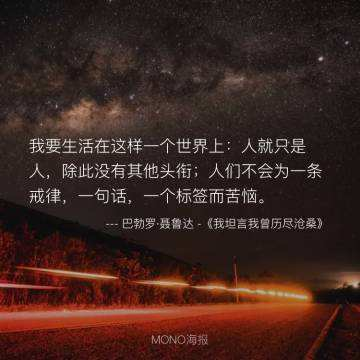 我要生活在这样一个世界上：人就只是
人，除此没有其他头衔；人们不会为一条
戒律，一句话，一个标签而苦恼。
--- 巴勃罗·聂鲁达 -《我坦言我曾历尽沧桑》
MONO海报